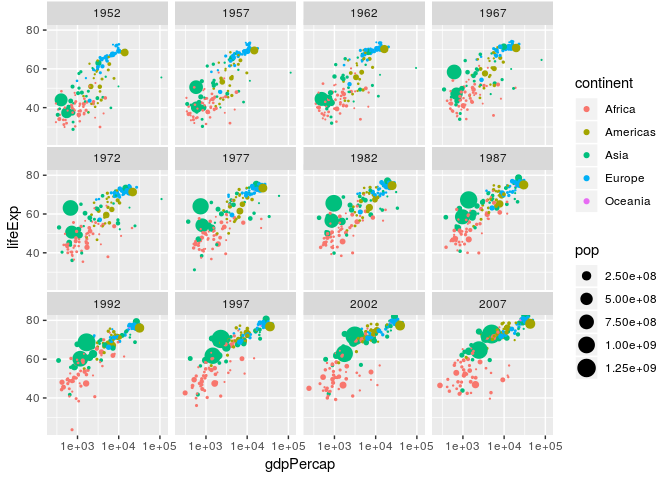 1952 1957 1962 1967
80
60
40
1972 1977 1982 1987
80
60
40
1992 1997 2002 2007
80
60
40
1e+03 1e+04 1e+05 1e+03 1e+04 1e+05 1e+03 1e+04 1e+05 1e+03 1e+04 1e+05
gdpPercap
lifeExp
continent
Africa
Americas
Asia
Europe
Oceania
pop
2.50e+08
5.00e+08
7.50e+08
1.00e+09
1.25e+09